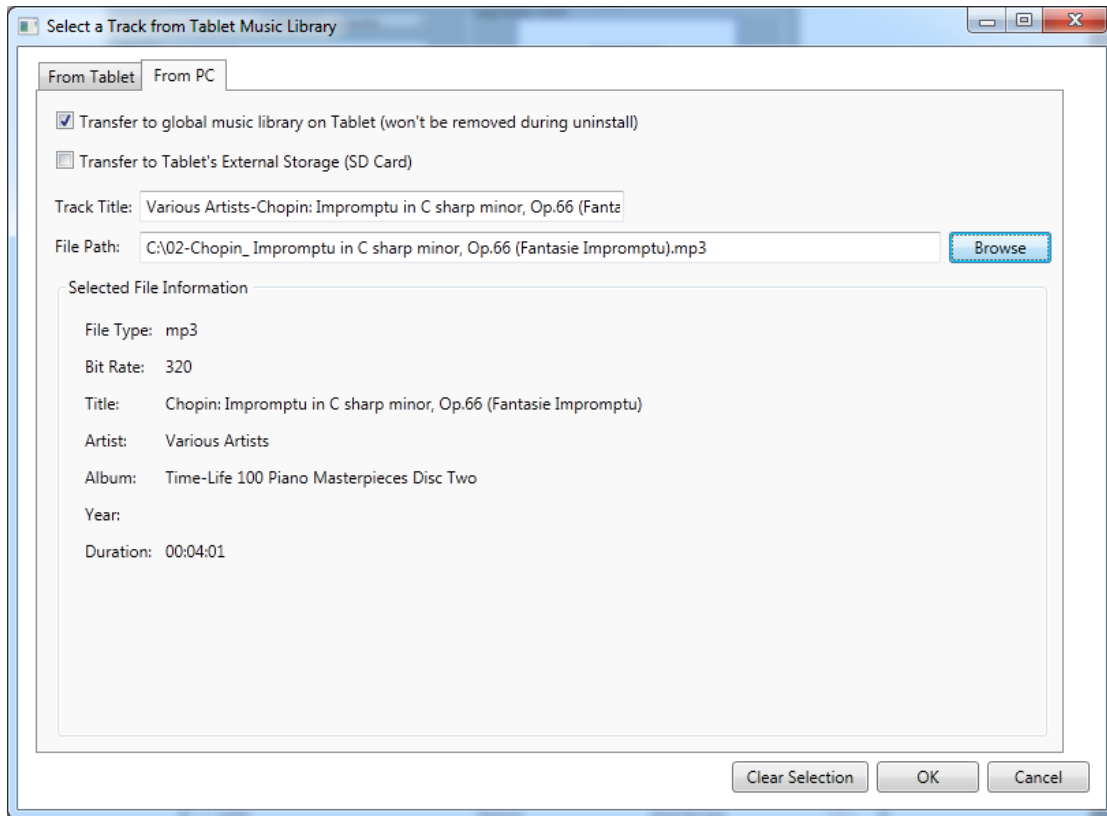 Select a Track from Tablet Music Library
From Tablet From PC
Transfer to global music library on Tablet (won't be removed during uninstall)
Transfer to Tablet's External Storage (SD Card)
Track Title: Various Artists-Chopin: Impromptu in C sharp minor, Op.66 (Fanta
File Path: C:\02-Chopin_ Impromptu in C sharp minor, Op.66 (Fantasie Impromptu).mp3 Browse
Selected File Information
File Type: mp3
Bit Rate: 320
Title: Chopin: Impromptu in C sharp minor, Op.66 (Fantasie Impromptu)
Artist: Various Artists
Album: Time-Life 100 Piano Masterpieces Disc Two
Year:
Duration: 00:04:01
Clear Selection OK Cancel